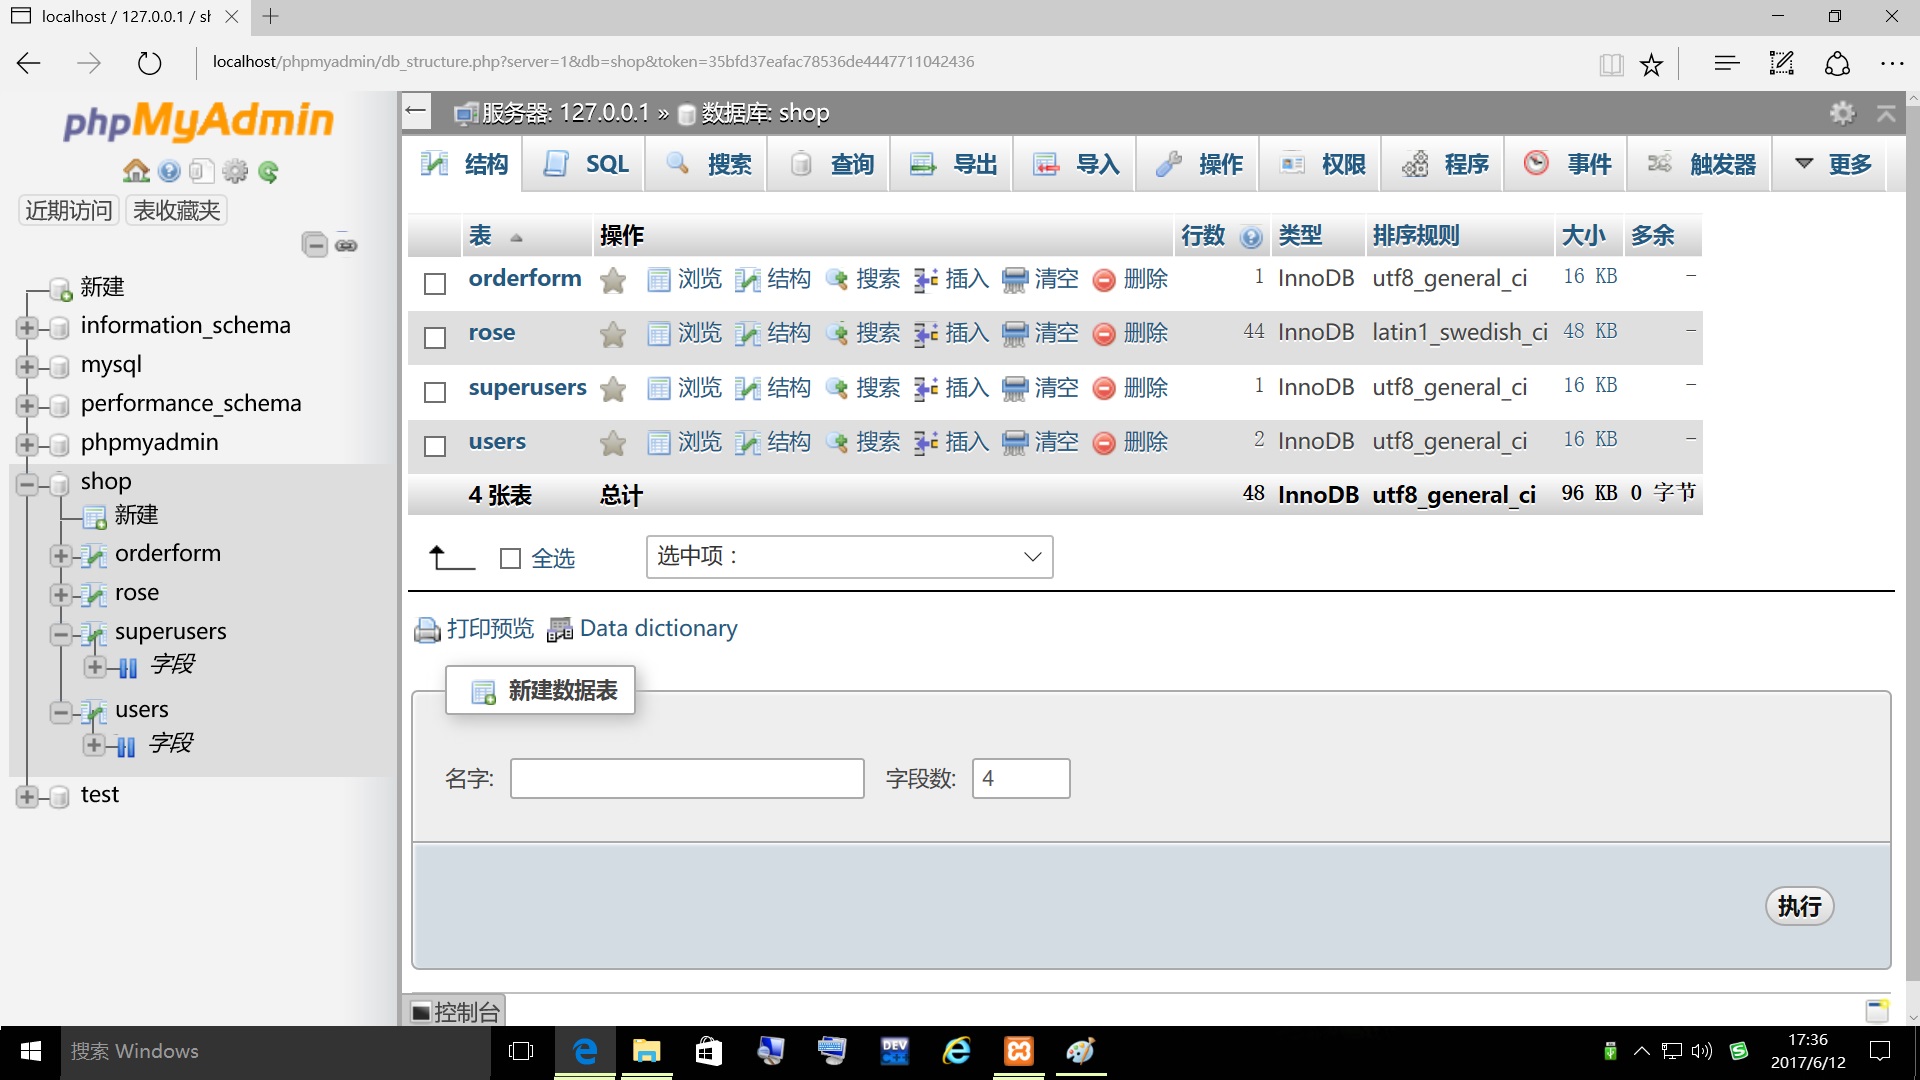 localhost / 127.0.0.1 / sh
localhost/phpmyadmin/db_structure.php?server=1&db=shop&token=35bfd37eafac78536de4447711042436
phpMyAdmin
近期访问 表收藏夹
新建
information_schema
mysql
performance_schema
phpmyadmin
shop
新建
orderform
rose
superusers
字段
users
字段
test
服务器: 127.0.0.1 » 数据库: shop
结构 SQL 搜索 查询 导出 导入 操作 权限 程序 事件 触发器 更多
表 操作 行数 类型 排序规则 大小 多余
orderform 浏览 结构 搜索 插入 清空 删除 1 InnoDB utf8_general_ci 16 KB –
rose 浏览 结构 搜索 插入 清空 删除 44 InnoDB latin1_swedish_ci 48 KB –
superusers 浏览 结构 搜索 插入 清空 删除 1 InnoDB utf8_general_ci 16 KB –
users 浏览 结构 搜索 插入 清空 删除 2 InnoDB utf8_general_ci 16 KB –
4 张表 总计 48 InnoDB utf8_general_ci 96 KB 0 字节
全选 选中项：
打印预览 Data dictionary
新建数据表
名字: 字段数: 4
执行
控制台
搜索 Windows
DEV
C++
17:36
2017/6/12